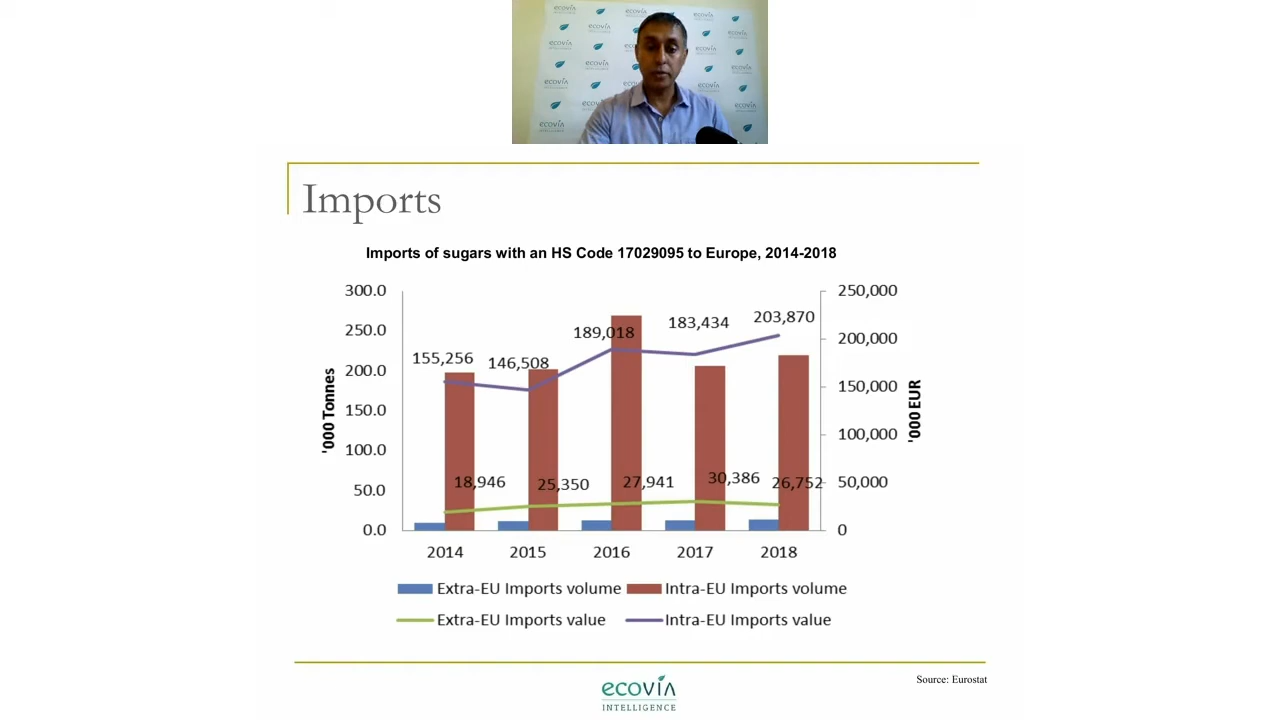 ecovia
INTELLIGENCE
Imports
Imports of sugars with an HS Code 17029095 to Europe, 2014-2018
'000 Tonnes
300.0
250.0
200.0
150.0
100.0
50.0
0.0
155,256
146,508
189,018
183,434
203,870
18,946
25,350
27,941
30,386
26,752
250,000
200,000
150,000
100,000
50,000
0
'000 EUR
2014 2015 2016 2017 2018
Extra-EU Imports volume Intra-EU Imports volume
Extra-EU Imports value Intra-EU Imports value
ecovia
INTELLIGENCE
Source: Eurostat